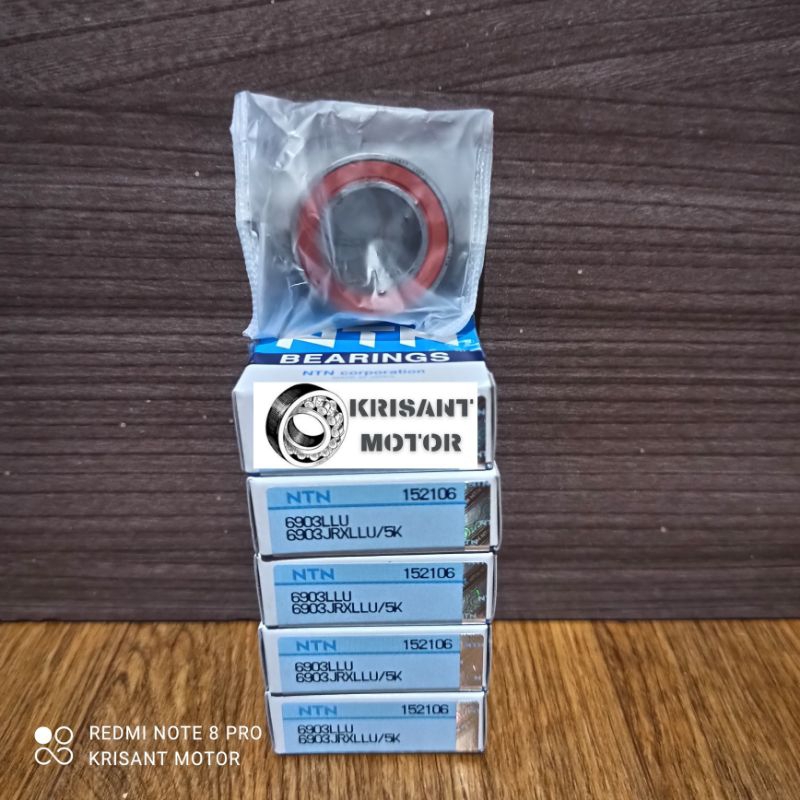 NTN
BEARINGS
NTN corporation
KRISANT
MOTOR
NTN 152106
6903LLU
6903JRXLLU/5K
NTN 152106
6903LLU
6903JRXLLU/5K
NTN 152106
6903LLU
6903JRXLLU/5K
NTN 152106
6903LLU
6903JRXLLU/5K
REDMI NOTE 8 PRO
KRISANT MOTOR